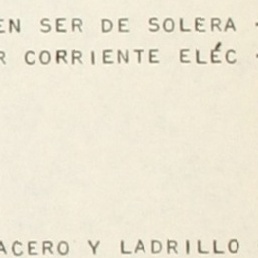 EN SER DE SOLERA
R CORRIENTE ELÉC
ACERO Y LADRILLO